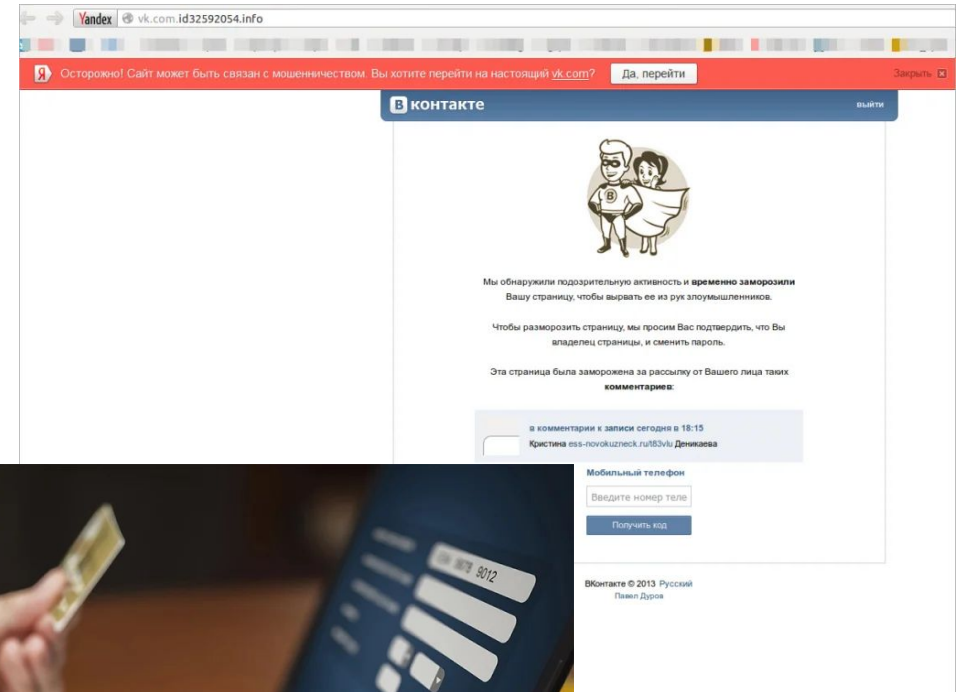 Yandex
vk.com.id32592054.info
Я
Осторожно! Сайт может быть связан с мошенничеством. Вы хотите перейти на настоящий vk.com?
Да, перейти
Закрыть
В контакте
выйти
В
Мы обнаружили подозрительную активность и временно заморозили
Вашу страницу, чтобы вырвать ее из рук злоумышленников.
Чтобы разморозить страницу, мы просим Вас подтвердить, что Вы
владелец страницы, и сменить пароль.
Эта страница была заморожена за рассылку от Вашего лица таких
комментариев:
в комментарии к записи сегодня в 18:15
Кристина ess-novokuzneck.ru/t83vlu Деникаева
Мобильный телефон
Введите номер теле
Получить код
ВКонтакте © 2013 Русский
Павел Дуров
9012